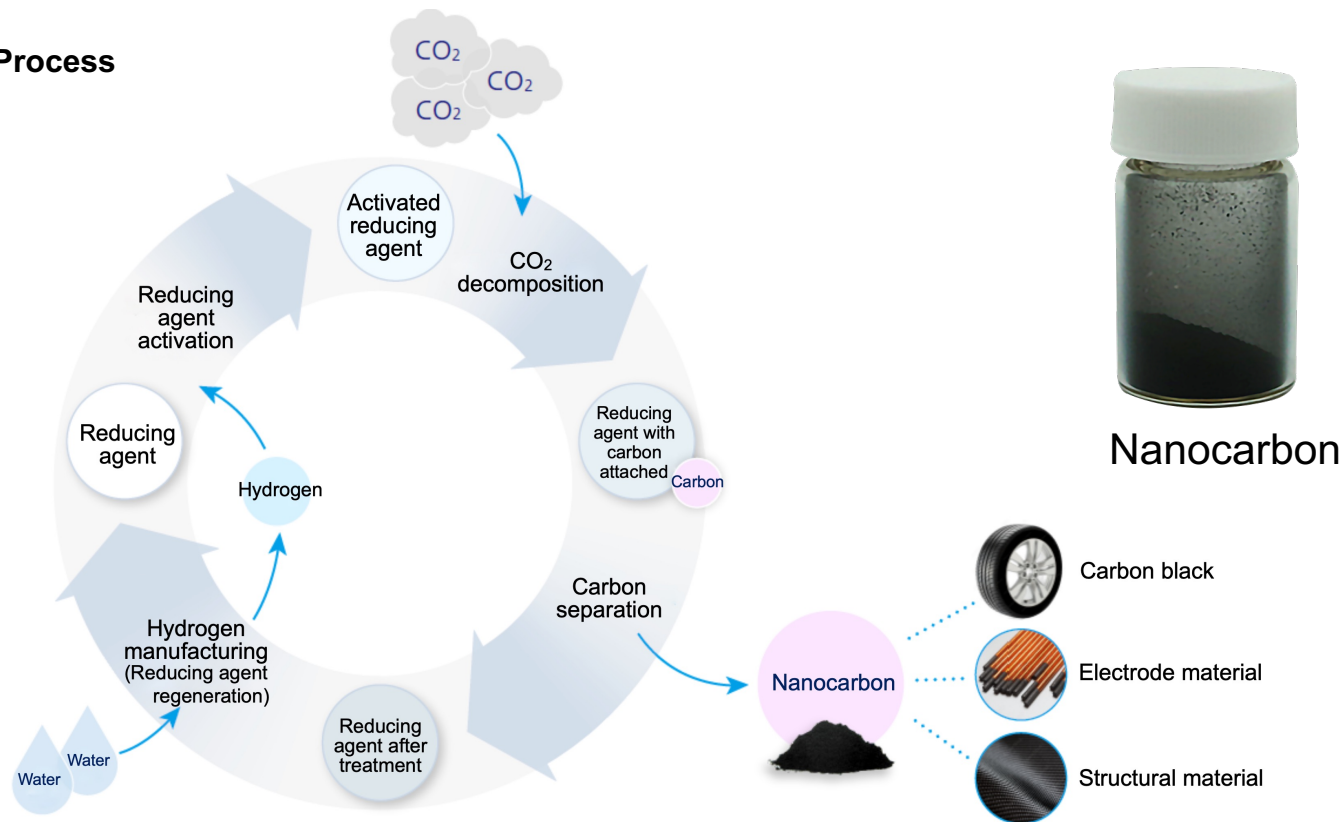 Process
CO₂
CO₂
CO₂
Activated
reducing
agent
CO₂
decomposition
Reducing
agent
activation
Reducing
agent
Hydrogen
Reducing
agent with
carbon
attached
Carbon
Carbon
separation
Hydrogen
manufacturing
(Reducing agent
regeneration)
Reducing
agent after
treatment
Water
Water
Nanocarbon
Nanocarbon
Carbon black
Electrode material
Structural material